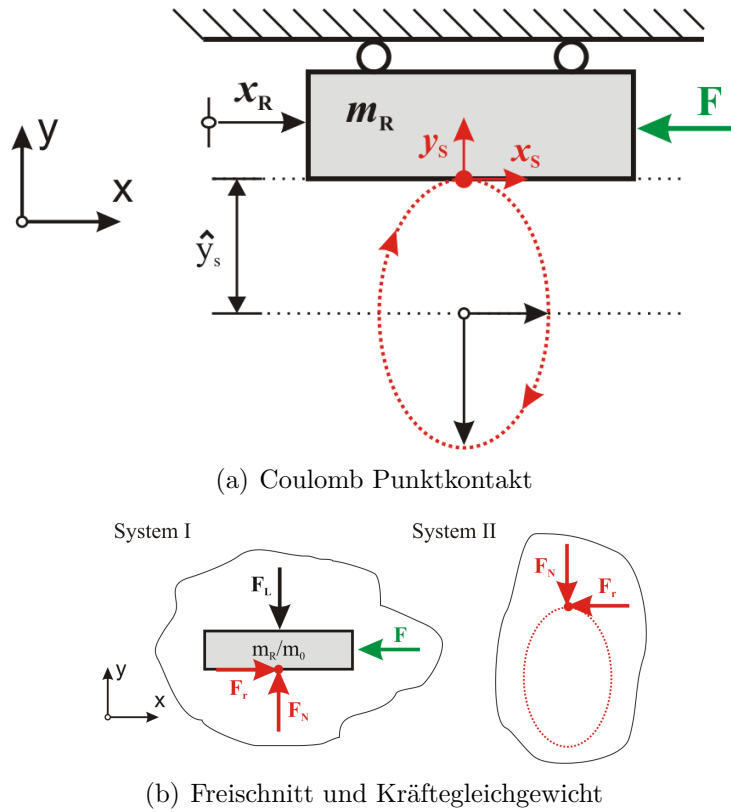 x_R
m_R
F
y
y_S
x_S
x
ŷ_s
(a) Coulomb Punktkontakt
System I
System II
F_L
F_N
F_r
F
m_R/m_0
y
F_r
x
F_N
(b) Freischnitt und Kräftegleichgewicht